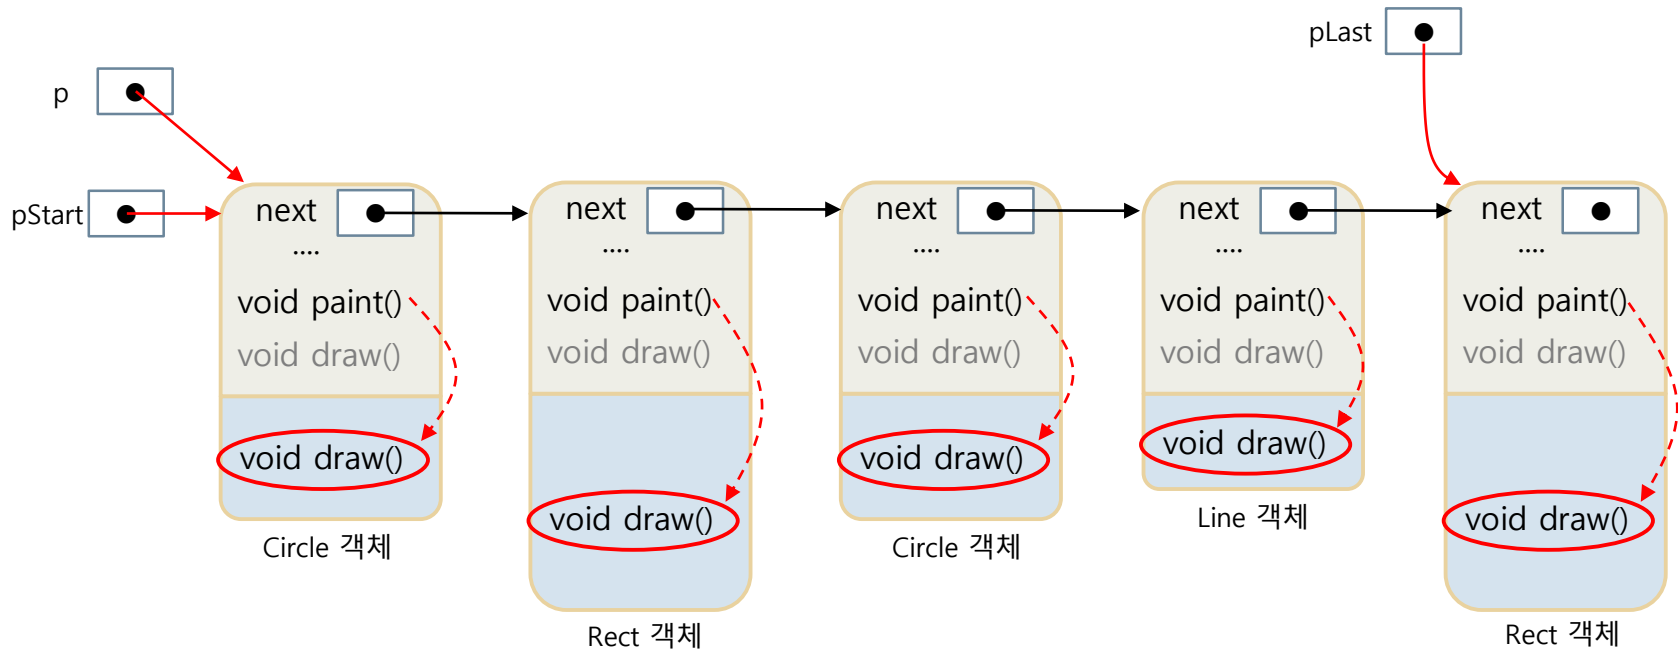 pLast
p
pStart
next
....
void paint()
void draw()
void draw()
Circle 객체
next
....
void paint()
void draw()
void draw()
Rect 객체
next
....
void paint()
void draw()
void draw()
Circle 객체
next
....
void paint()
void draw()
void draw()
Line 객체
next
....
void paint()
void draw()
void draw()
Rect 객체